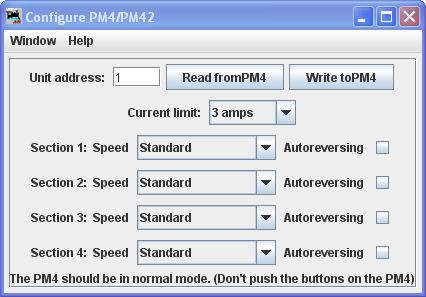 Configure PM4/PM42
Window Help
Unit address: 1 Read fromPM4 Write toPM4
Current limit: 3 amps
Section 1: Speed Standard Autoreversing
Section 2: Speed Standard Autoreversing
Section 3: Speed Standard Autoreversing
Section 4: Speed Standard Autoreversing
The PM4 should be in normal mode. (Don't push the buttons on the PM4)